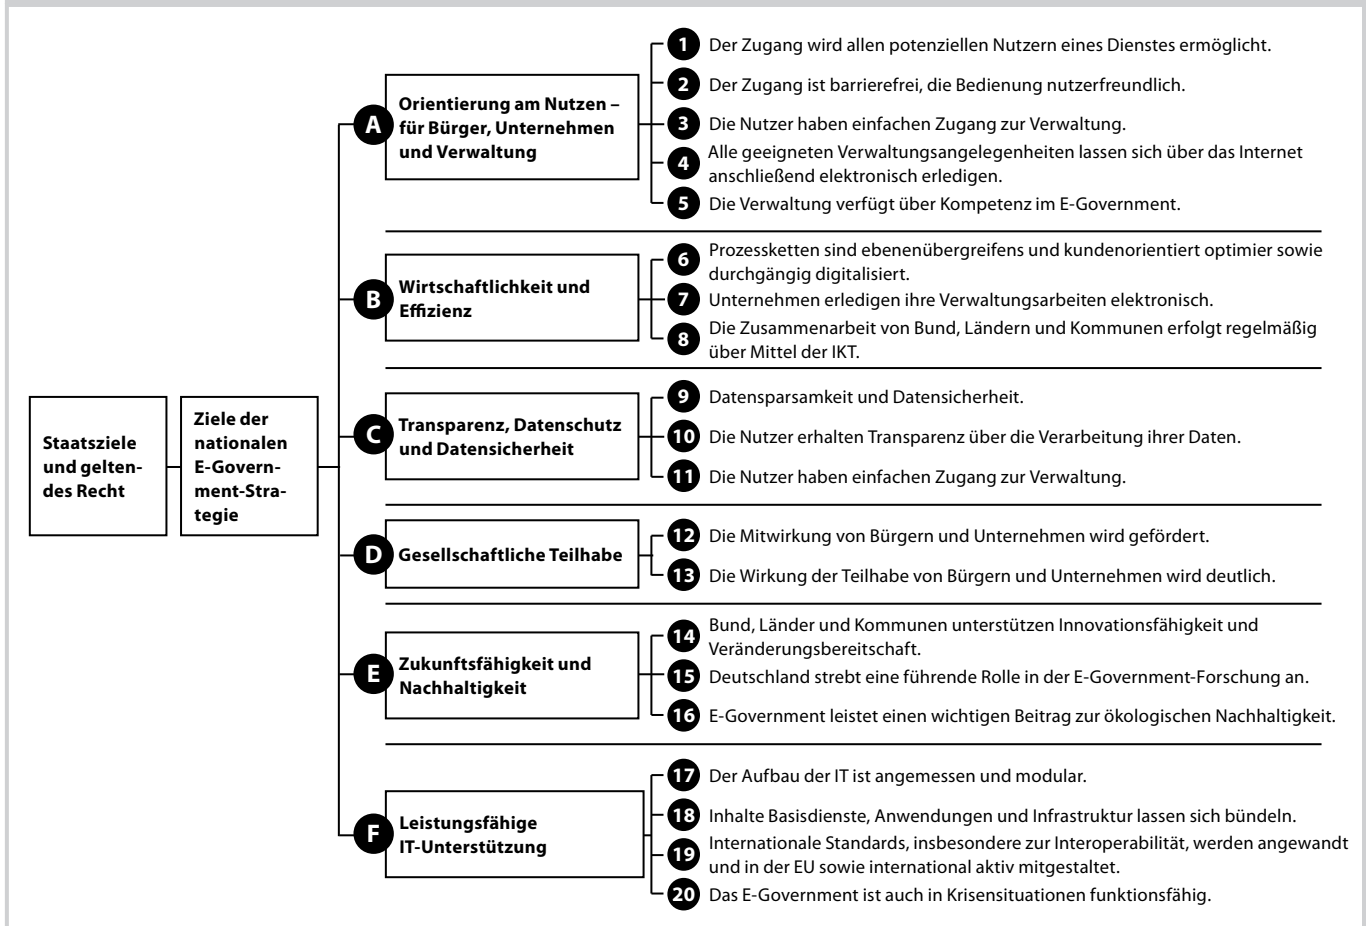 Staatsziele
und gelten-
des Recht
Ziele der
nationalen
E-Govern-
ment-Stra-
tegie
A
Orientierung am Nutzen –
für Bürger, Unternehmen
und Verwaltung
1 Der Zugang wird allen potenziellen Nutzern eines Dienstes ermöglicht.
2 Der Zugang ist barrierefrei, die Bedienung nutzerfreundlich.
3 Die Nutzer haben einfachen Zugang zur Verwaltung.
4 Alle geeigneten Verwaltungsangelegenheiten lassen sich über das Internet
anschließend elektronisch erledigen.
5 Die Verwaltung verfügt über Kompetenz im E-Government.
B
Wirtschaftlichkeit und
Effizienz
6 Prozessketten sind ebenenübergreifens und kundenorientiert optimier sowie
durchgängig digitalisiert.
7 Unternehmen erledigen ihre Verwaltungsarbeiten elektronisch.
8 Die Zusammenarbeit von Bund, Ländern und Kommunen erfolgt regelmäßig
über Mittel der IKT.
C
Transparenz, Datenschutz
und Datensicherheit
9 Datensparsamkeit und Datensicherheit.
10 Die Nutzer erhalten Transparenz über die Verarbeitung ihrer Daten.
11 Die Nutzer haben einfachen Zugang zur Verwaltung.
D
Gesellschaftliche Teilhabe
12 Die Mitwirkung von Bürgern und Unternehmen wird gefördert.
13 Die Wirkung der Teilhabe von Bürgern und Unternehmen wird deutlich.
E
Zukunftsfähigkeit und
Nachhaltigkeit
14 Bund, Länder und Kommunen unterstützen Innovationsfähigkeit und
Veränderungsbereitschaft.
15 Deutschland strebt eine führende Rolle in der E-Government-Forschung an.
16 E-Government leistet einen wichtigen Beitrag zur ökologischen Nachhaltigkeit.
F
Leistungsfähige
IT-Unterstützung
17 Der Aufbau der IT ist angemessen und modular.
18 Inhalte Basisdienste, Anwendungen und Infrastruktur lassen sich bündeln.
19 Internationale Standards, insbesondere zur Interoperabilität, werden angewandt
und in der EU sowie international aktiv mitgestaltet.
20 Das E-Government ist auch in Krisensituationen funktionsfähig.